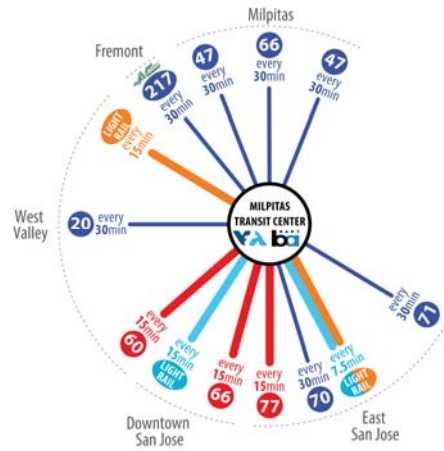 Milpitas
Fremont
47
every
30min
66
every
30min
47
every
30min
217
every
30min
LIGHT
RAIL
every
15min
MILPITAS
TRANSIT CENTER
VTA bart
West
Valley
20
every
30min
71
every
30min
60
every
15min
LIGHT
RAIL
every
15min
66
every
15min
77
every
15min
70
every
30min
LIGHT
RAIL
every
7.5min
Downtown
San Jose
East
San Jose